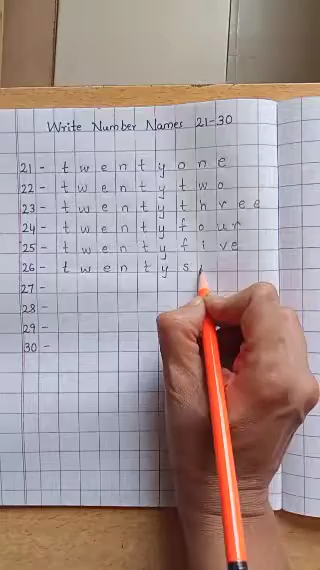 Write Number Names 21-30
21 - twenty one
22 - twenty two
23 - twenty three
24 - twenty four
25 - twenty five
26 - twenty si
27 -
28 -
29 -
30 -